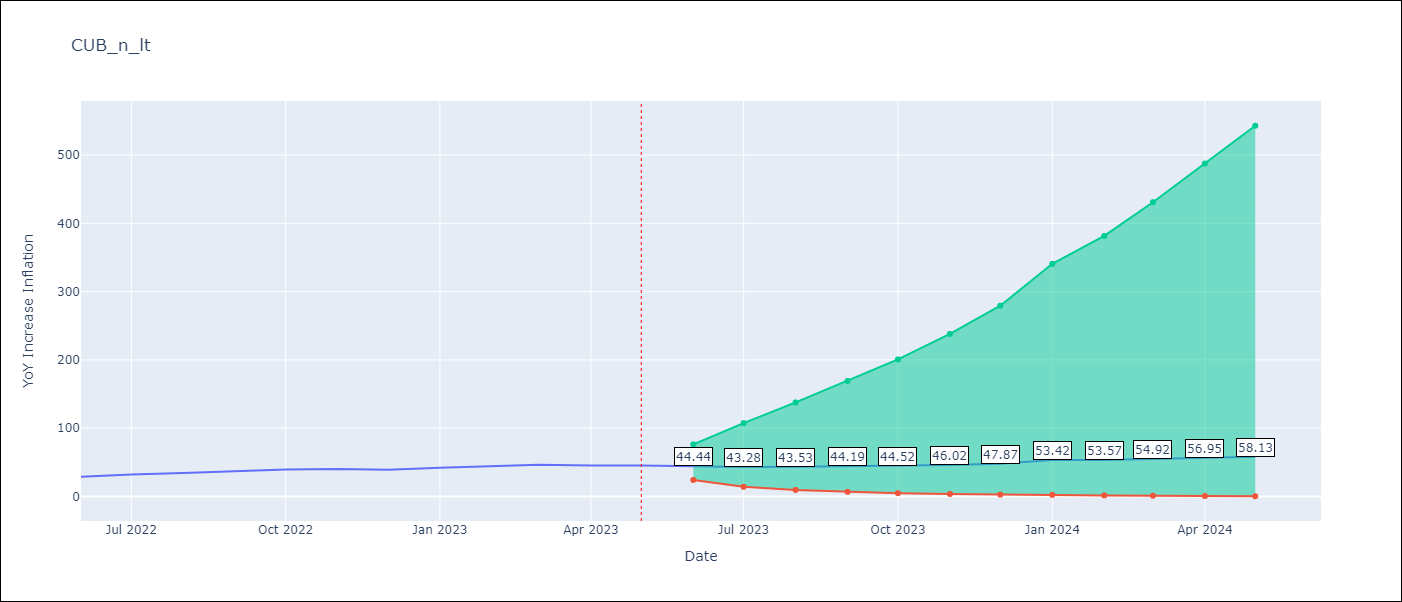 CUB_n_lt
YoY Increase Inflation
500
400
300
200
100
0
44.44 43.28 43.53 44.19 44.52 46.02 47.87 53.42 53.57 54.92 56.95 58.13
Jul 2022 Oct 2022 Jan 2023 Apr 2023 Jul 2023 Oct 2023 Jan 2024 Apr 2024
Date